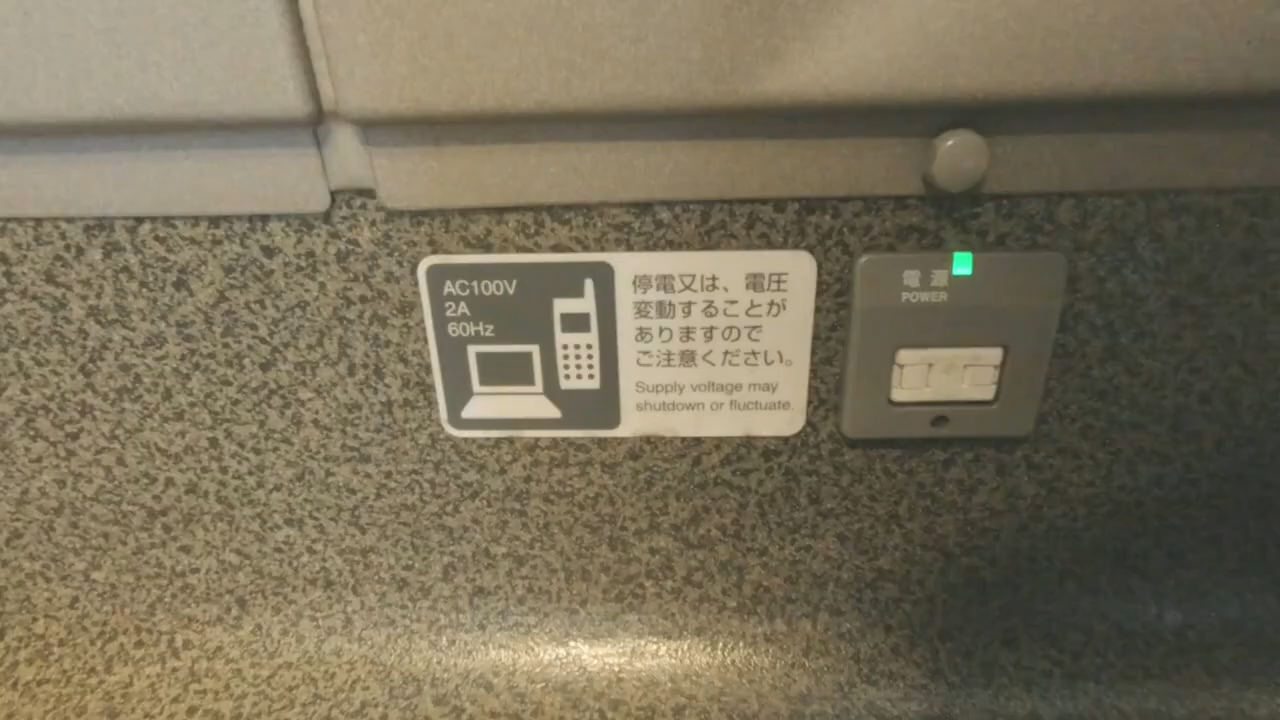 AC100V
2A
60Hz
停電又は、電圧
変動することが
ありますので
ご注意ください。
Supply voltage may
shutdown or fluctuate.
電源
POWER